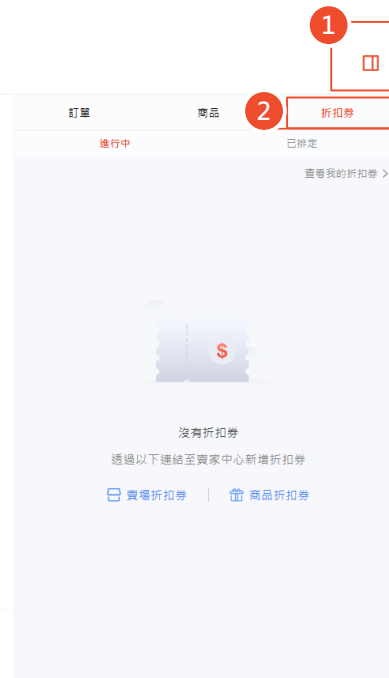 1
訂單 商品 2 折扣券
進行中 已排定
查看我的折扣券 >
$
沒有折扣券
透過以下連結至賣家中心新增折扣券
賣場折扣券 | 商品折扣券